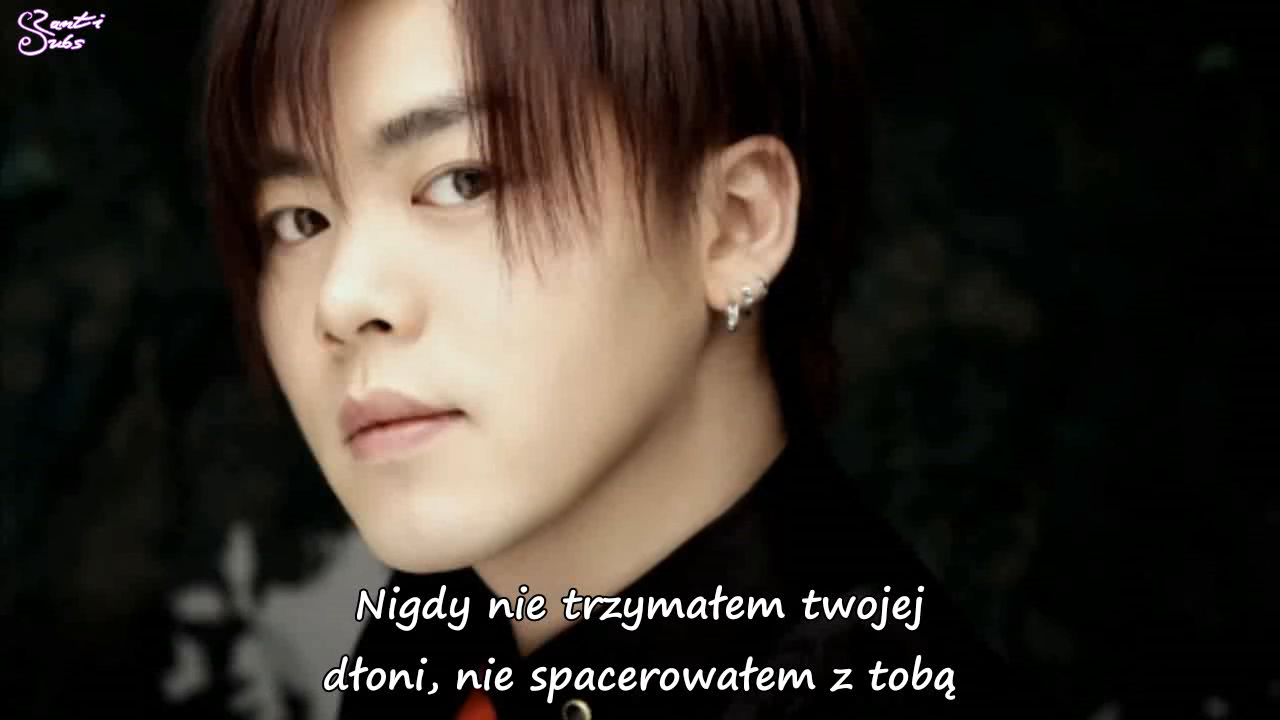 Santi
Subs
Nigdy nie trzymałem twojej
dłoni, nie spacerowałem z tobą